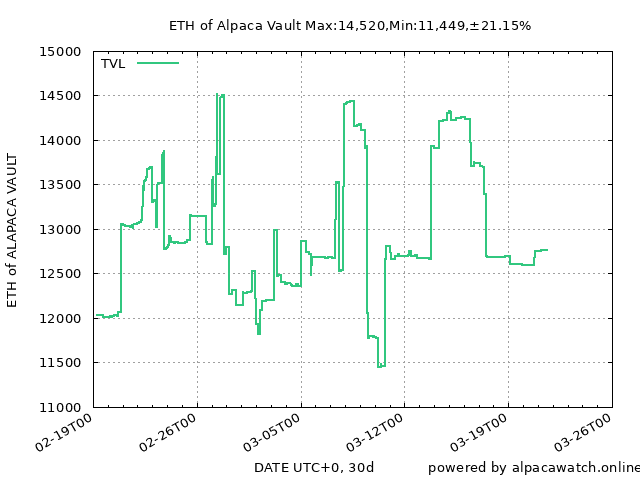 ETH of Alpaca Vault Max:14,520,Min:11,449,±21.15%
TVL
15000
14500
14000
13500
13000
12500
12000
11500
11000
ETH of ALAPACA VAULT
02-19T00
02-26T00
03-05T00
03-12T00
03-19T00
03-26T00
DATE UTC+0, 30d
powered by alpacawatch.online